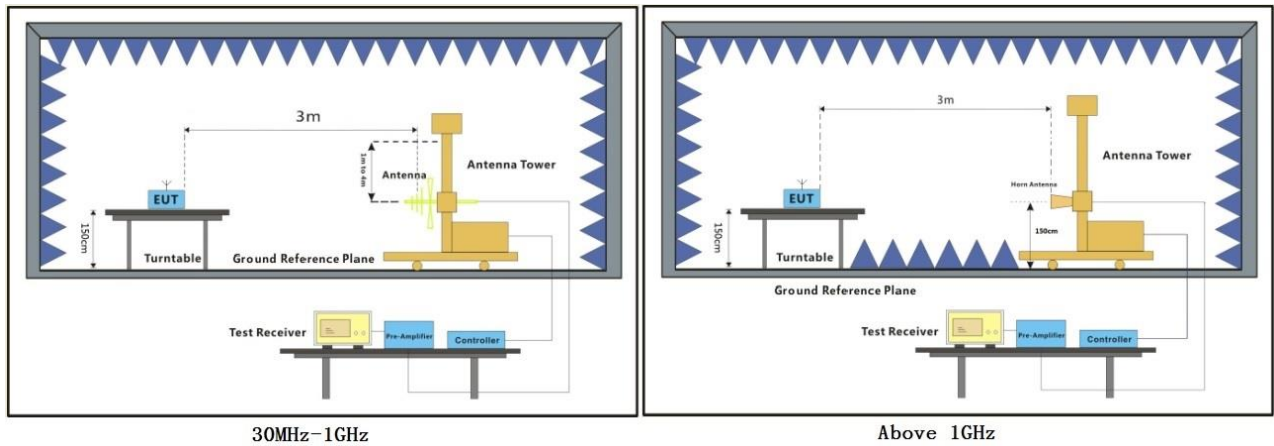 3m
1m to 4m
Antenna
Antenna Tower
EUT
150cm
Turntable
Ground Reference Plane
Test Receiver
Pre-Amplifier
Controller
30MHz-1GHz
3m
Antenna Tower
Horn Antenna
EUT
150cm
150cm
Turntable
Ground Reference Plane
Test Receiver
Pre-Amplifier
Controller
Above 1GHz